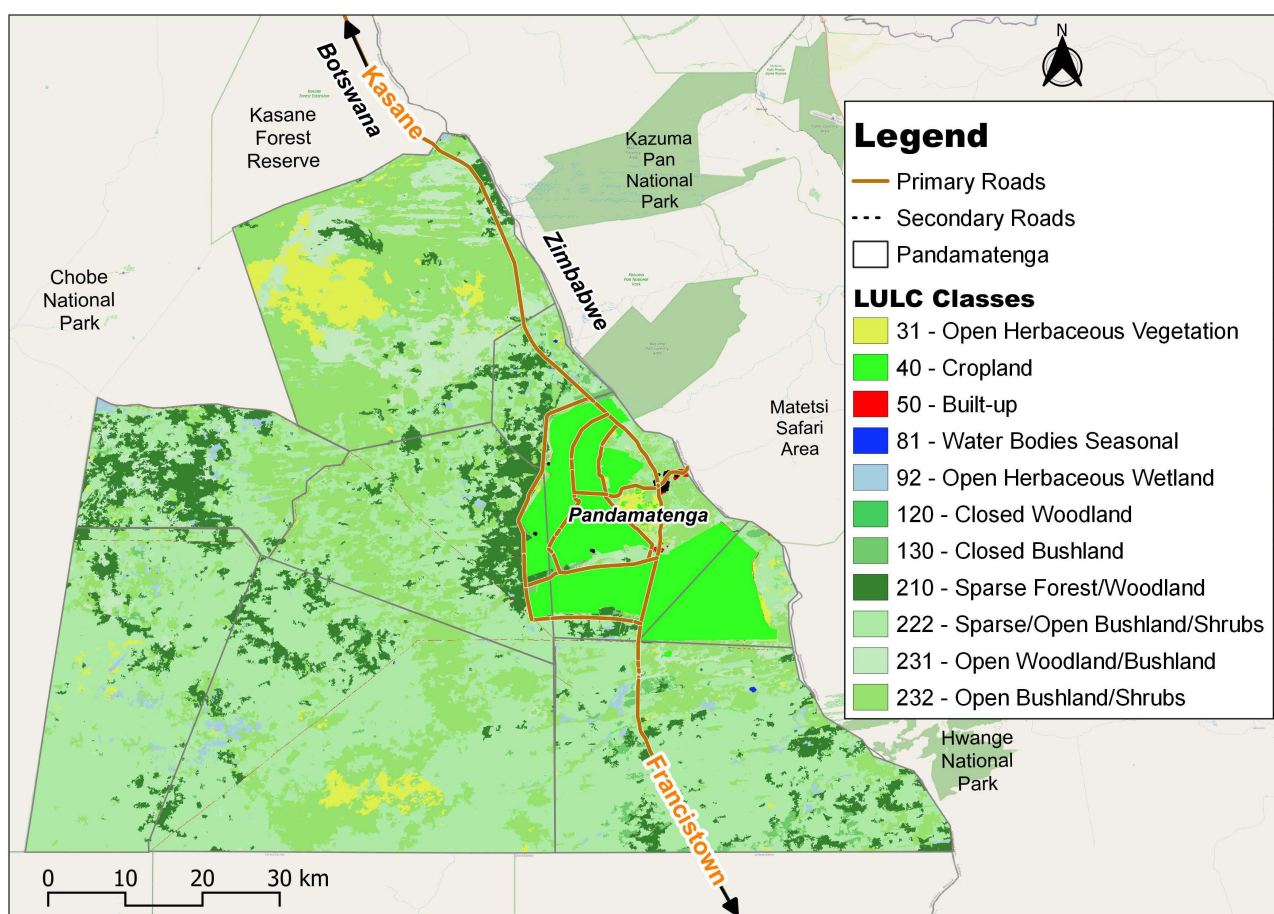 N
Kasane
Botswana
Kasane
Forest
Reserve
Kazuma
Pan
National
Park
Zimbabwe
Chobe
National
Park
Matetsi
Safari
Area
Pandamatenga
Hwange
National
Park
Francistown
0 10 20 30 km
Legend
Primary Roads
Secondary Roads
Pandamatenga
LULC Classes
31 - Open Herbaceous Vegetation
40 - Cropland
50 - Built-up
81 - Water Bodies Seasonal
92 - Open Herbaceous Wetland
120 - Closed Woodland
130 - Closed Bushland
210 - Sparse Forest/Woodland
222 - Sparse/Open Bushland/Shrubs
231 - Open Woodland/Bushland
232 - Open Bushland/Shrubs